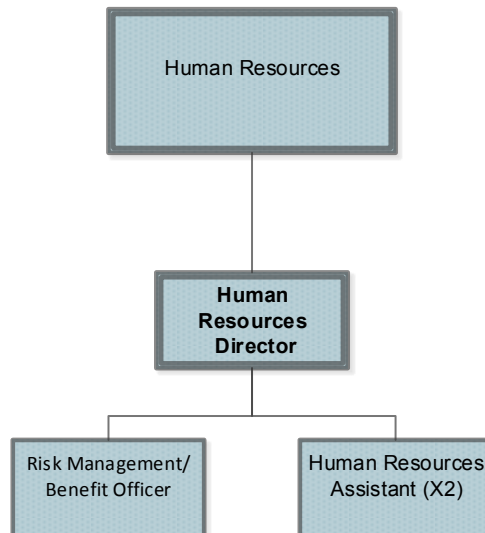 Human Resources
Human
Resources
Director
Risk Management/
Benefit Officer
Human Resources
Assistant (X2)